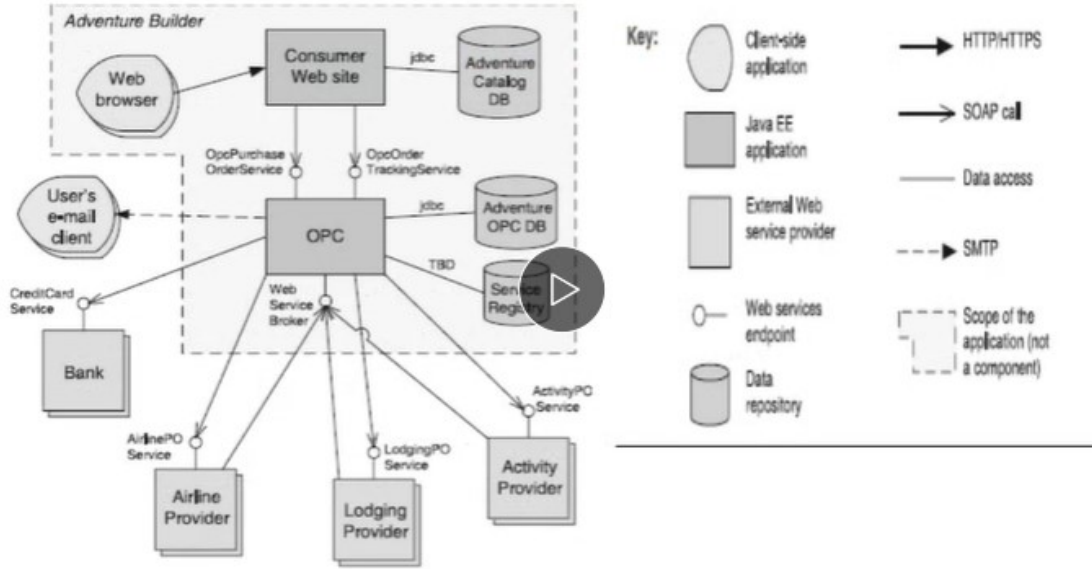 Adventure Builder
Web
browser
Consumer
Web site
jdbc
Adventure
Catalog
DB
OpcPurchase
OrderService
OpcOrder
TrackingService
User's
e-mail
client
OPC
jdbc
Adventure
OPC DB
TBD
Service
Registry
CreditCard
Service
Web
Service
Broker
Bank
AirlinePO
Service
LodgingPO
Service
ActivityPO
Service
Airline
Provider
Lodging
Provider
Activity
Provider
Key:
Client-side
application
Java EE
application
External Web
service provider
Web services
endpoint
Data
repository
HTTP/HTTPS
SOAP call
Data access
SMTP
Scope of the
application (not
a component)